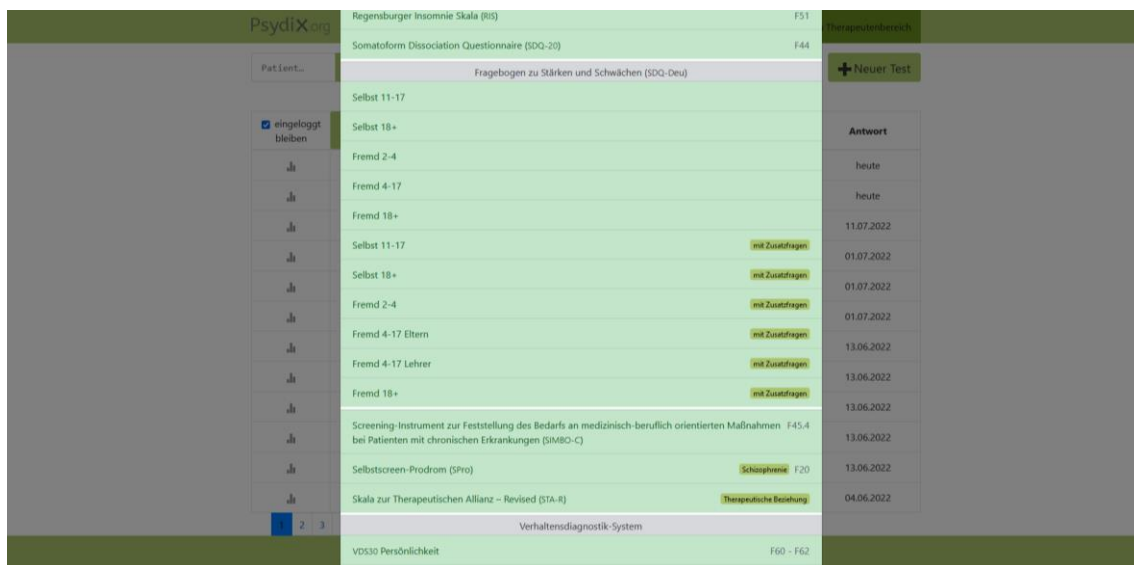 Psydix.org
Therapeutenbereich
Patient...
Neuer Test
eingeloggt
bleiben
Regensburger Insomnie Skala (RIS) F51
Somatoform Dissociation Questionnaire (SDQ-20) F44
Fragebogen zu Stärken und Schwächen (SDQ-Deu)
Selbst 11-17
Selbst 18+
Fremd 2-4
Fremd 4-17
Fremd 18+
Selbst 11-17 mit Zusatzfragen
Selbst 18+ mit Zusatzfragen
Fremd 2-4 mit Zusatzfragen
Fremd 4-17 Eltern mit Zusatzfragen
Fremd 4-17 Lehrer mit Zusatzfragen
Fremd 18+ mit Zusatzfragen
Screening-Instrument zur Feststellung des Bedarfs an medizinisch-beruflich orientierten Maßnahmen F45.4
bei Patienten mit chronischen Erkrankungen (SIMBO-C)
Selbstscreen-Prodrom (SPro) Schizophrenie F20
Skala zur Therapeutischen Allianz – Revised (STA-R) Therapeutische Beziehung
Verhaltensdiagnostik-System
VDS30 Persönlichkeit F60 - F62
Antwort
heute
heute
11.07.2022
01.07.2022
01.07.2022
01.07.2022
13.06.2022
13.06.2022
13.06.2022
13.06.2022
13.06.2022
04.06.2022
1 2 3